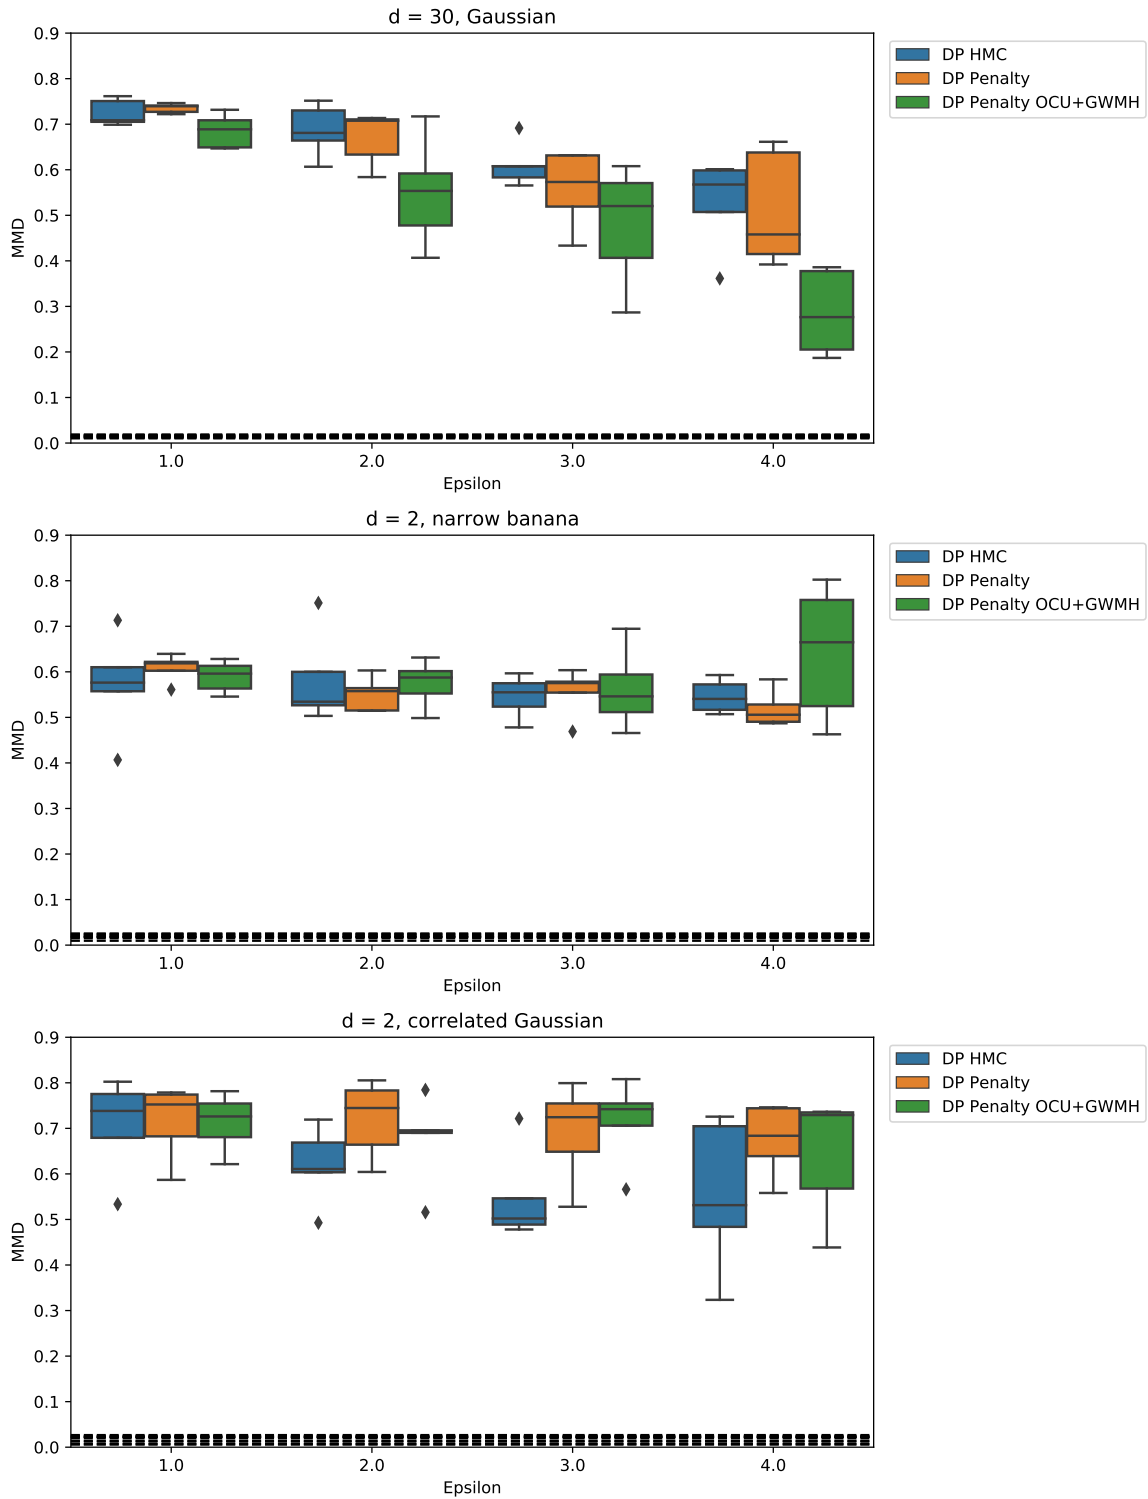 d = 30, Gaussian
0.9
0.8
0.7
0.6
0.5
0.4
0.3
0.2
0.1
0.0
MMD
1.0 2.0 3.0 4.0
Epsilon
DP HMC
DP Penalty
DP Penalty OCU+GWMH
d = 2, narrow banana
0.9
0.8
0.7
0.6
0.5
0.4
0.3
0.2
0.1
0.0
MMD
1.0 2.0 3.0 4.0
Epsilon
DP HMC
DP Penalty
DP Penalty OCU+GWMH
d = 2, correlated Gaussian
0.9
0.8
0.7
0.6
0.5
0.4
0.3
0.2
0.1
0.0
MMD
1.0 2.0 3.0 4.0
Epsilon
DP HMC
DP Penalty
DP Penalty OCU+GWMH